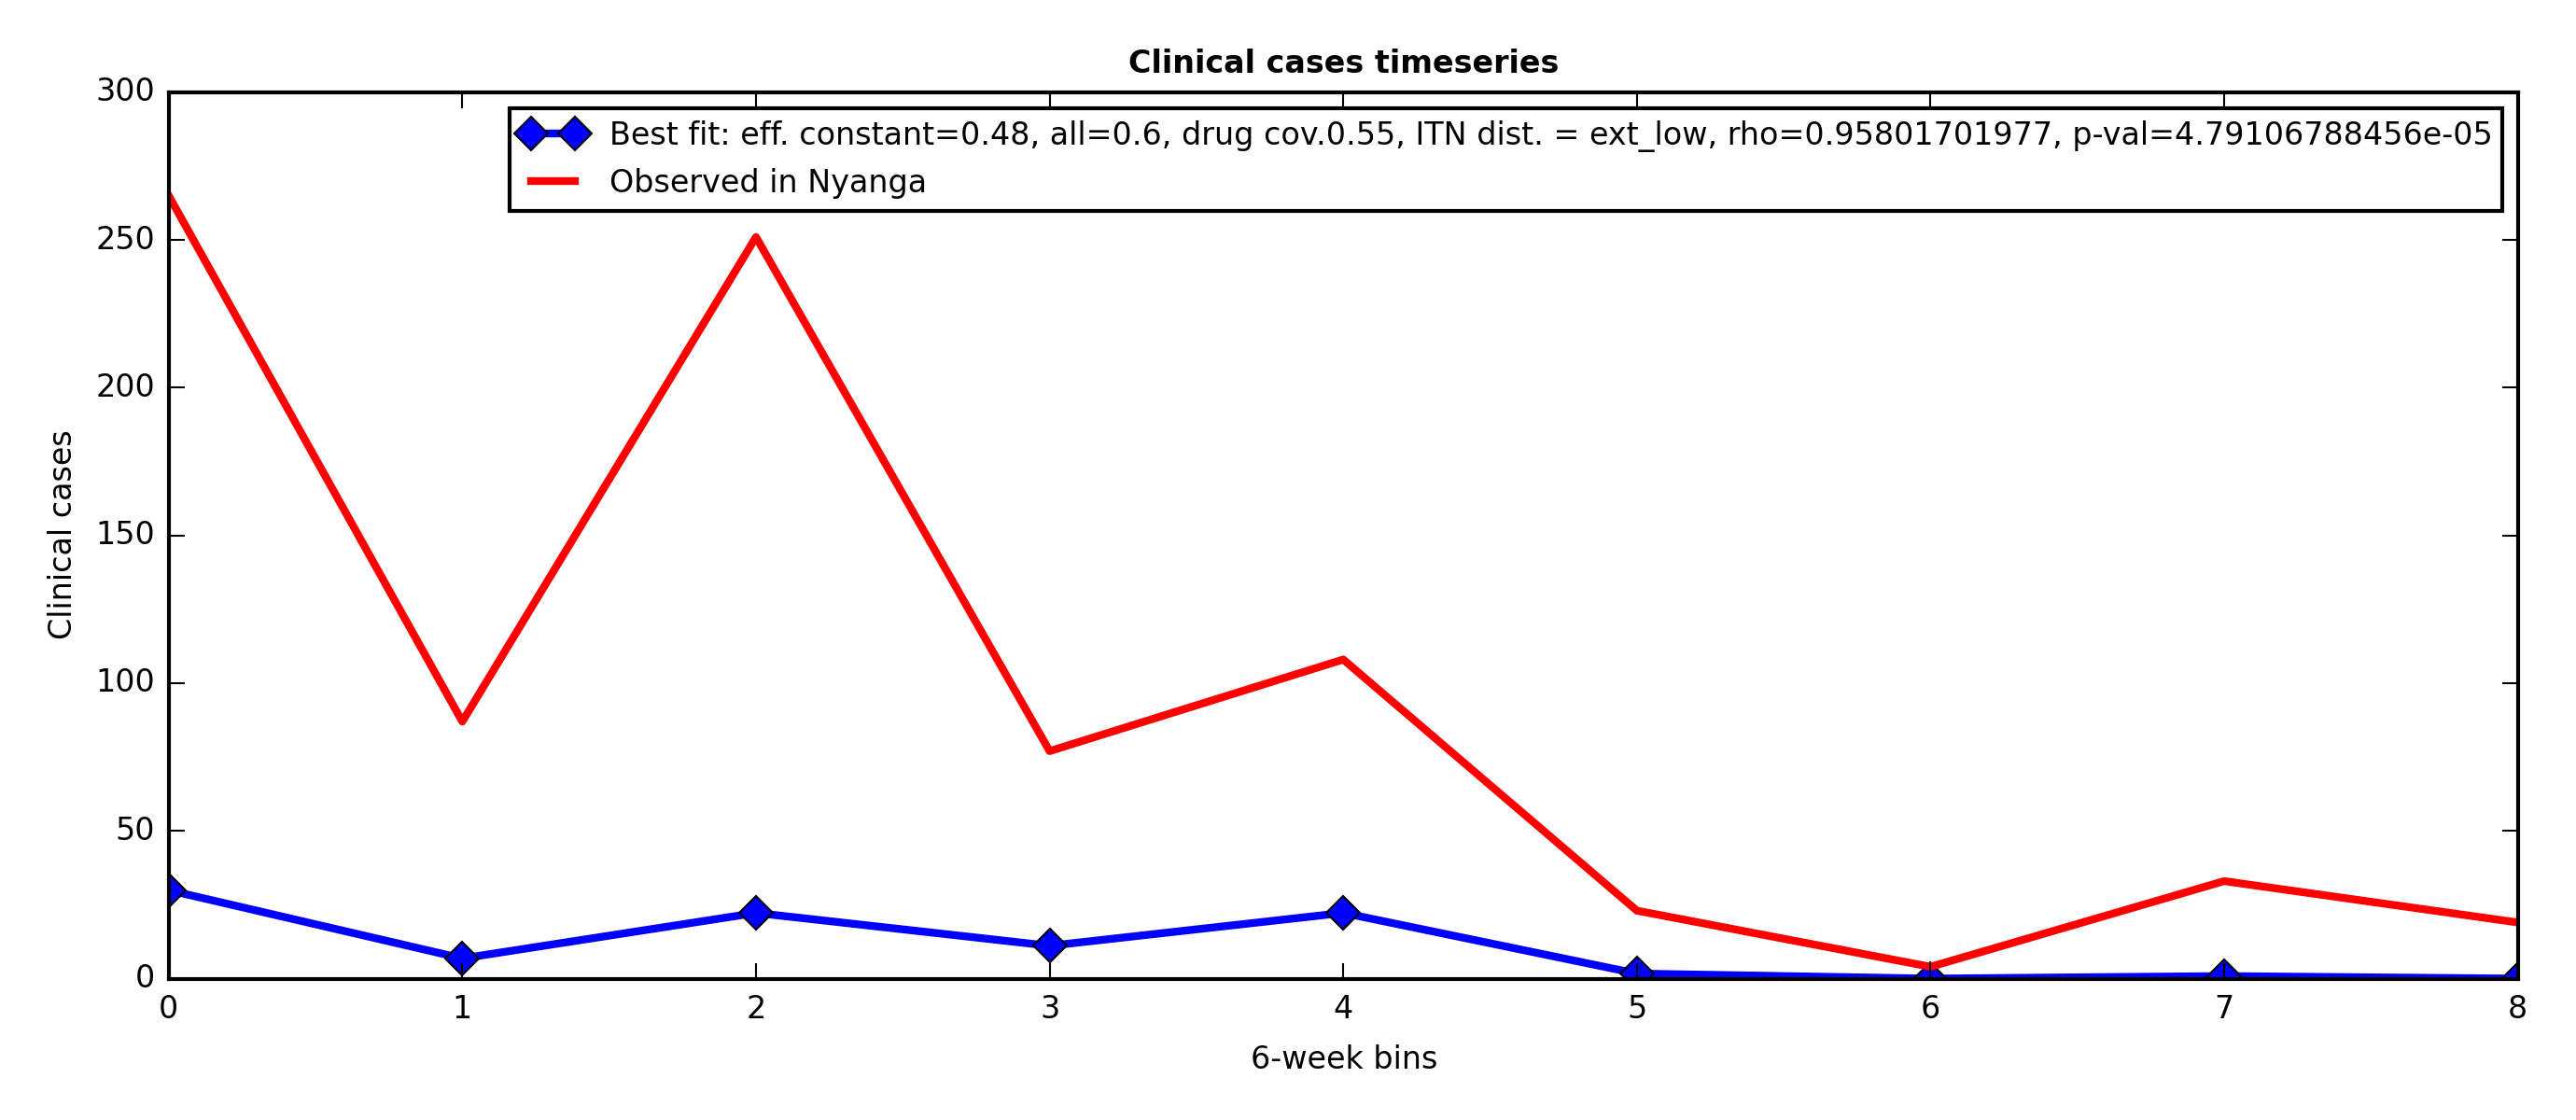 Clinical cases timeseries
300
250
200
150
100
50
0
Clinical cases
Best fit: eff. constant=0.48, all=0.6, drug cov.0.55, ITN dist. = ext_low, rho=0.95801701977, p-val=4.79106788456e-05
Observed in Nyanga
0 1 2 3 4 5 6 7 8
6-week bins